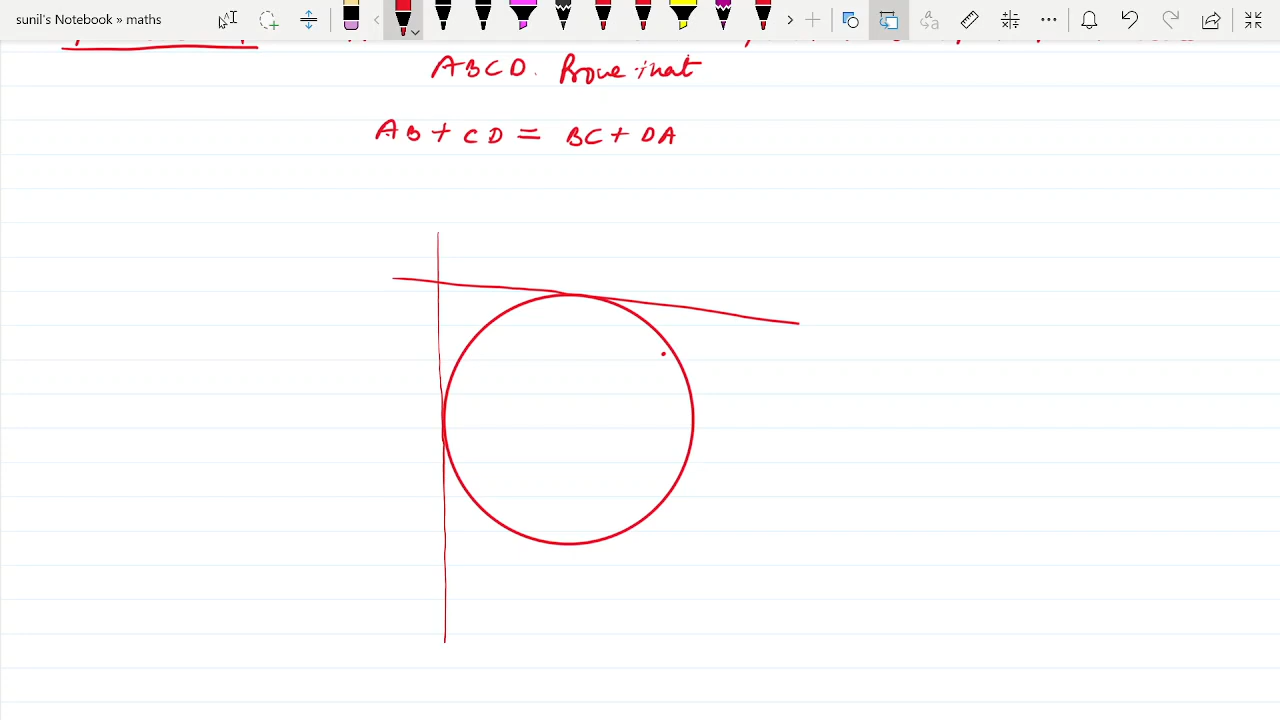 sunil's Notebook » maths
ABCD. Prove that
AB + CD = BC + DA